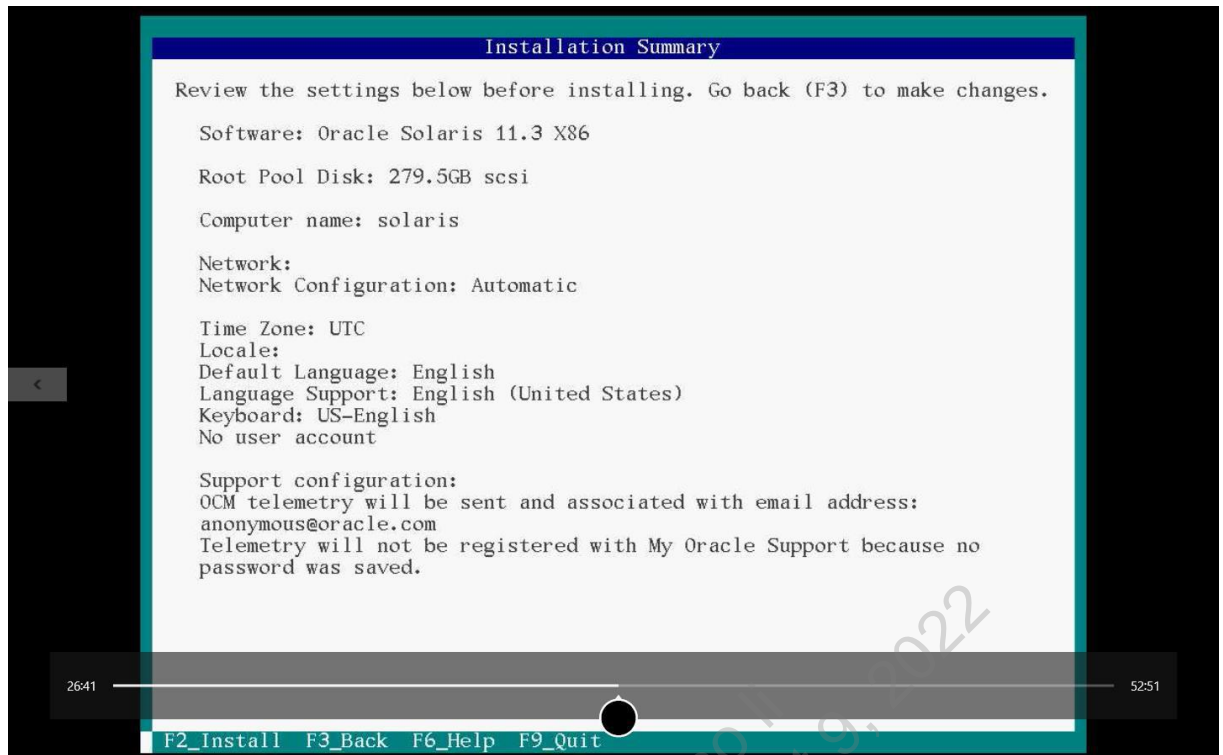 Installation Summary
Review the settings below before installing. Go back (F3) to make changes.
Software: Oracle Solaris 11.3 X86
Root Pool Disk: 279.5GB scsi
Computer name: solaris
Network:
Network Configuration: Automatic
Time Zone: UTC
Locale:
Default Language: English
Language Support: English (United States)
Keyboard: US-English
No user account
Support configuration:
OCM telemetry will be sent and associated with email address:
anonymous@oracle.com
Telemetry will not be registered with My Oracle Support because no
password was saved.
26:41
52:51
F2_Install F3_Back F6_Help F9_Quit
9, 2022